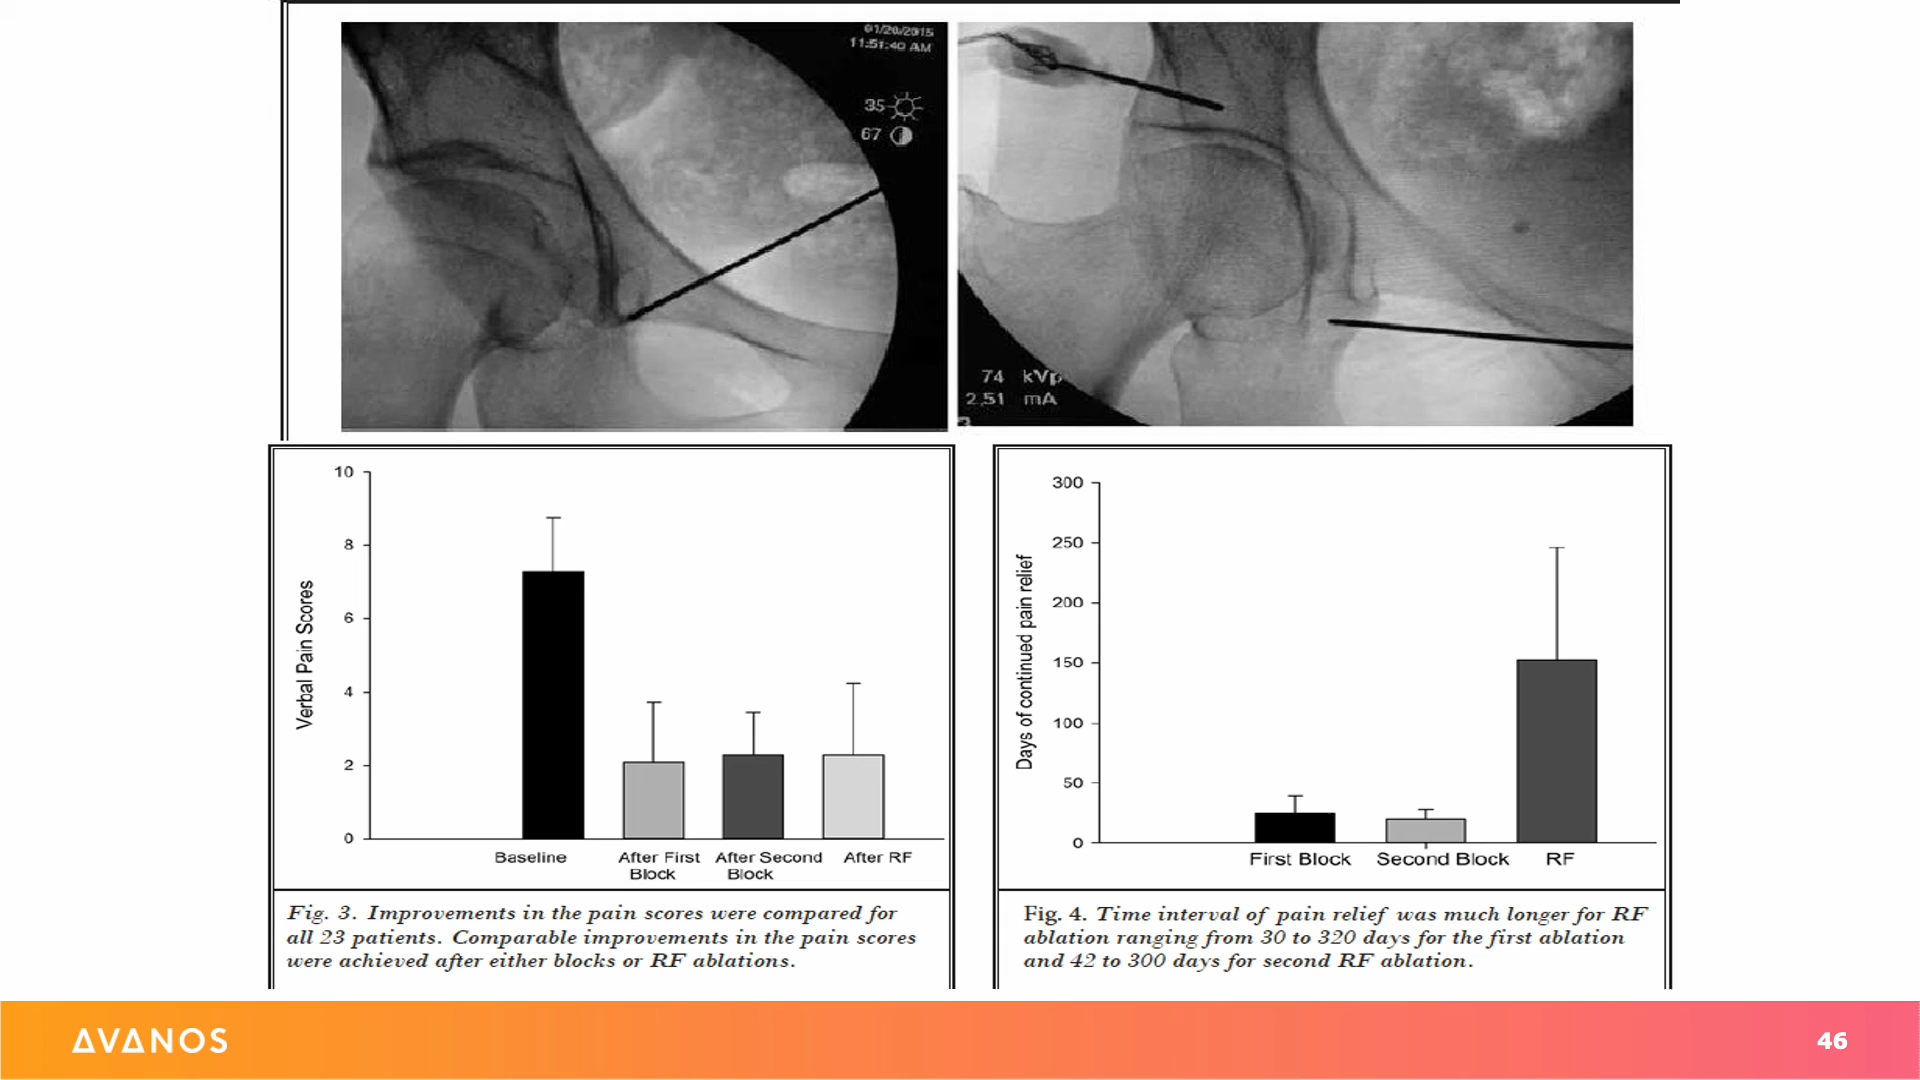 01/20/2015
11:51:40 AM
35
67
74 kVp
2.51 mA
10
8
6
4
2
0
Verbal Pain Scores
Baseline
After First Block
After Second Block
After RF
Fig. 3. Improvements in the pain scores were compared for
all 23 patients. Comparable improvements in the pain scores
were achieved after either blocks or RF ablations.
300
250
200
150
100
50
0
Days of continued pain relief
First Block
Second Block
RF
Fig. 4. Time interval of pain relief was much longer for RF
ablation ranging from 30 to 320 days for the first ablation
and 42 to 300 days for second RF ablation.
AVANOS
46